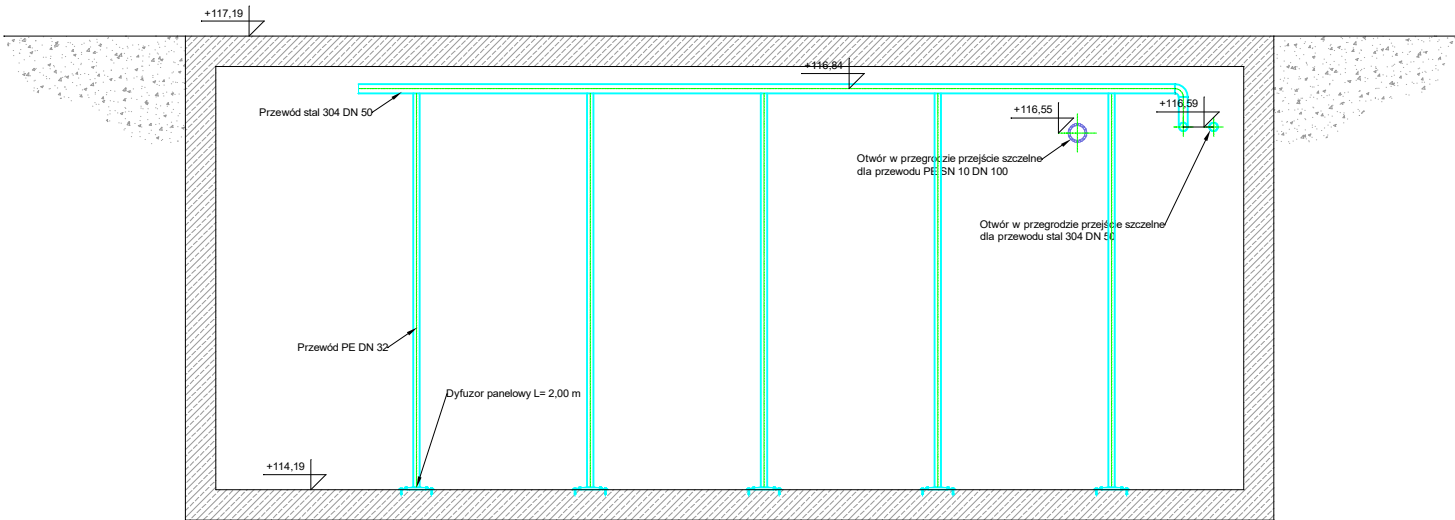 +117,19
+116,84
Przewód stal 304 DN 50
+116,55
+116,59
Otwór w przegrodzie przejście szczelne
dla przewodu PE SN 10 DN 100
Otwór w przegrodzie przejście szczelne
dla przewodu stal 304 DN 50
Przewód PE DN 32
Dyfuzor panelowy L= 2,00 m
+114,19